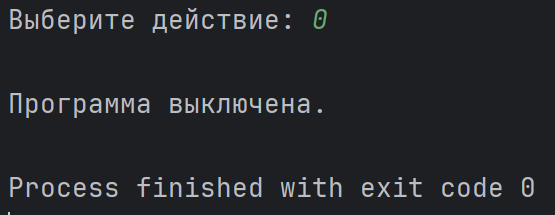 Выберите действие: 0
Программа выключена.
Process finished with exit code 0